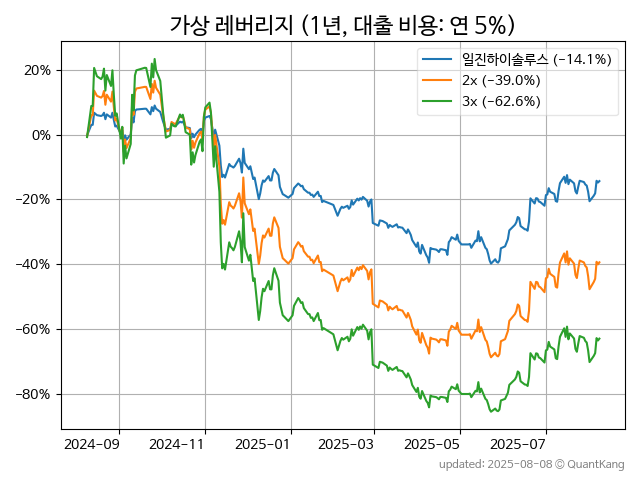 가상 레버리지 (1년, 대출 비용: 연 5%)
일진하이솔루스 (−14.1%)
2x (−39.0%)
3x (−62.6%)
20%
0%
−20%
−40%
−60%
−80%
2024-09
2024-11
2025-01
2025-03
2025-05
2025-07
updated: 2025-08-08 © QuantKang